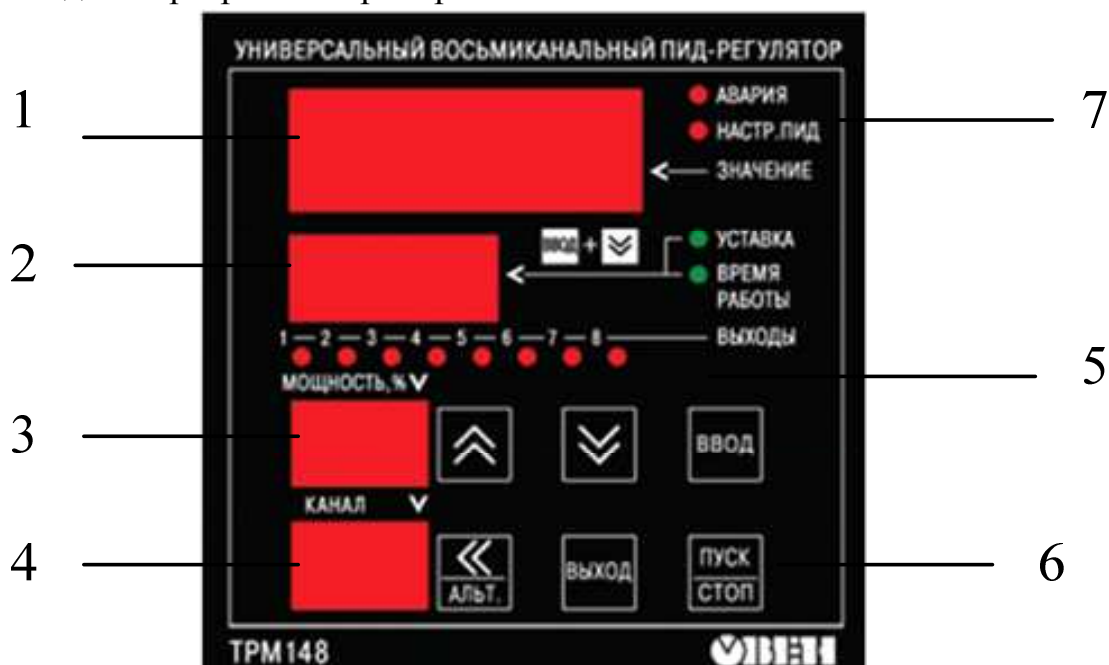 УНИВЕРСАЛЬНЫЙ ВОСЬМИКАНАЛЬНЫЙ ПИД-РЕГУЛЯТОР
1
АВАРИЯ
7
НАСТР.ПИД
ЗНАЧЕНИЕ
2
ВВОД +
УСТАВКА
ВРЕМЯ
РАБОТЫ
1 — 2 — 3 — 4 — 5 — 6 — 7 — 8 ВЫХОДЫ
5
МОЩНОСТЬ,%
3
ВВОД
КАНАЛ
4
АЛЬТ.
ВЫХОД
ПУСК
СТОП
6
ТРМ148
ОВЕН